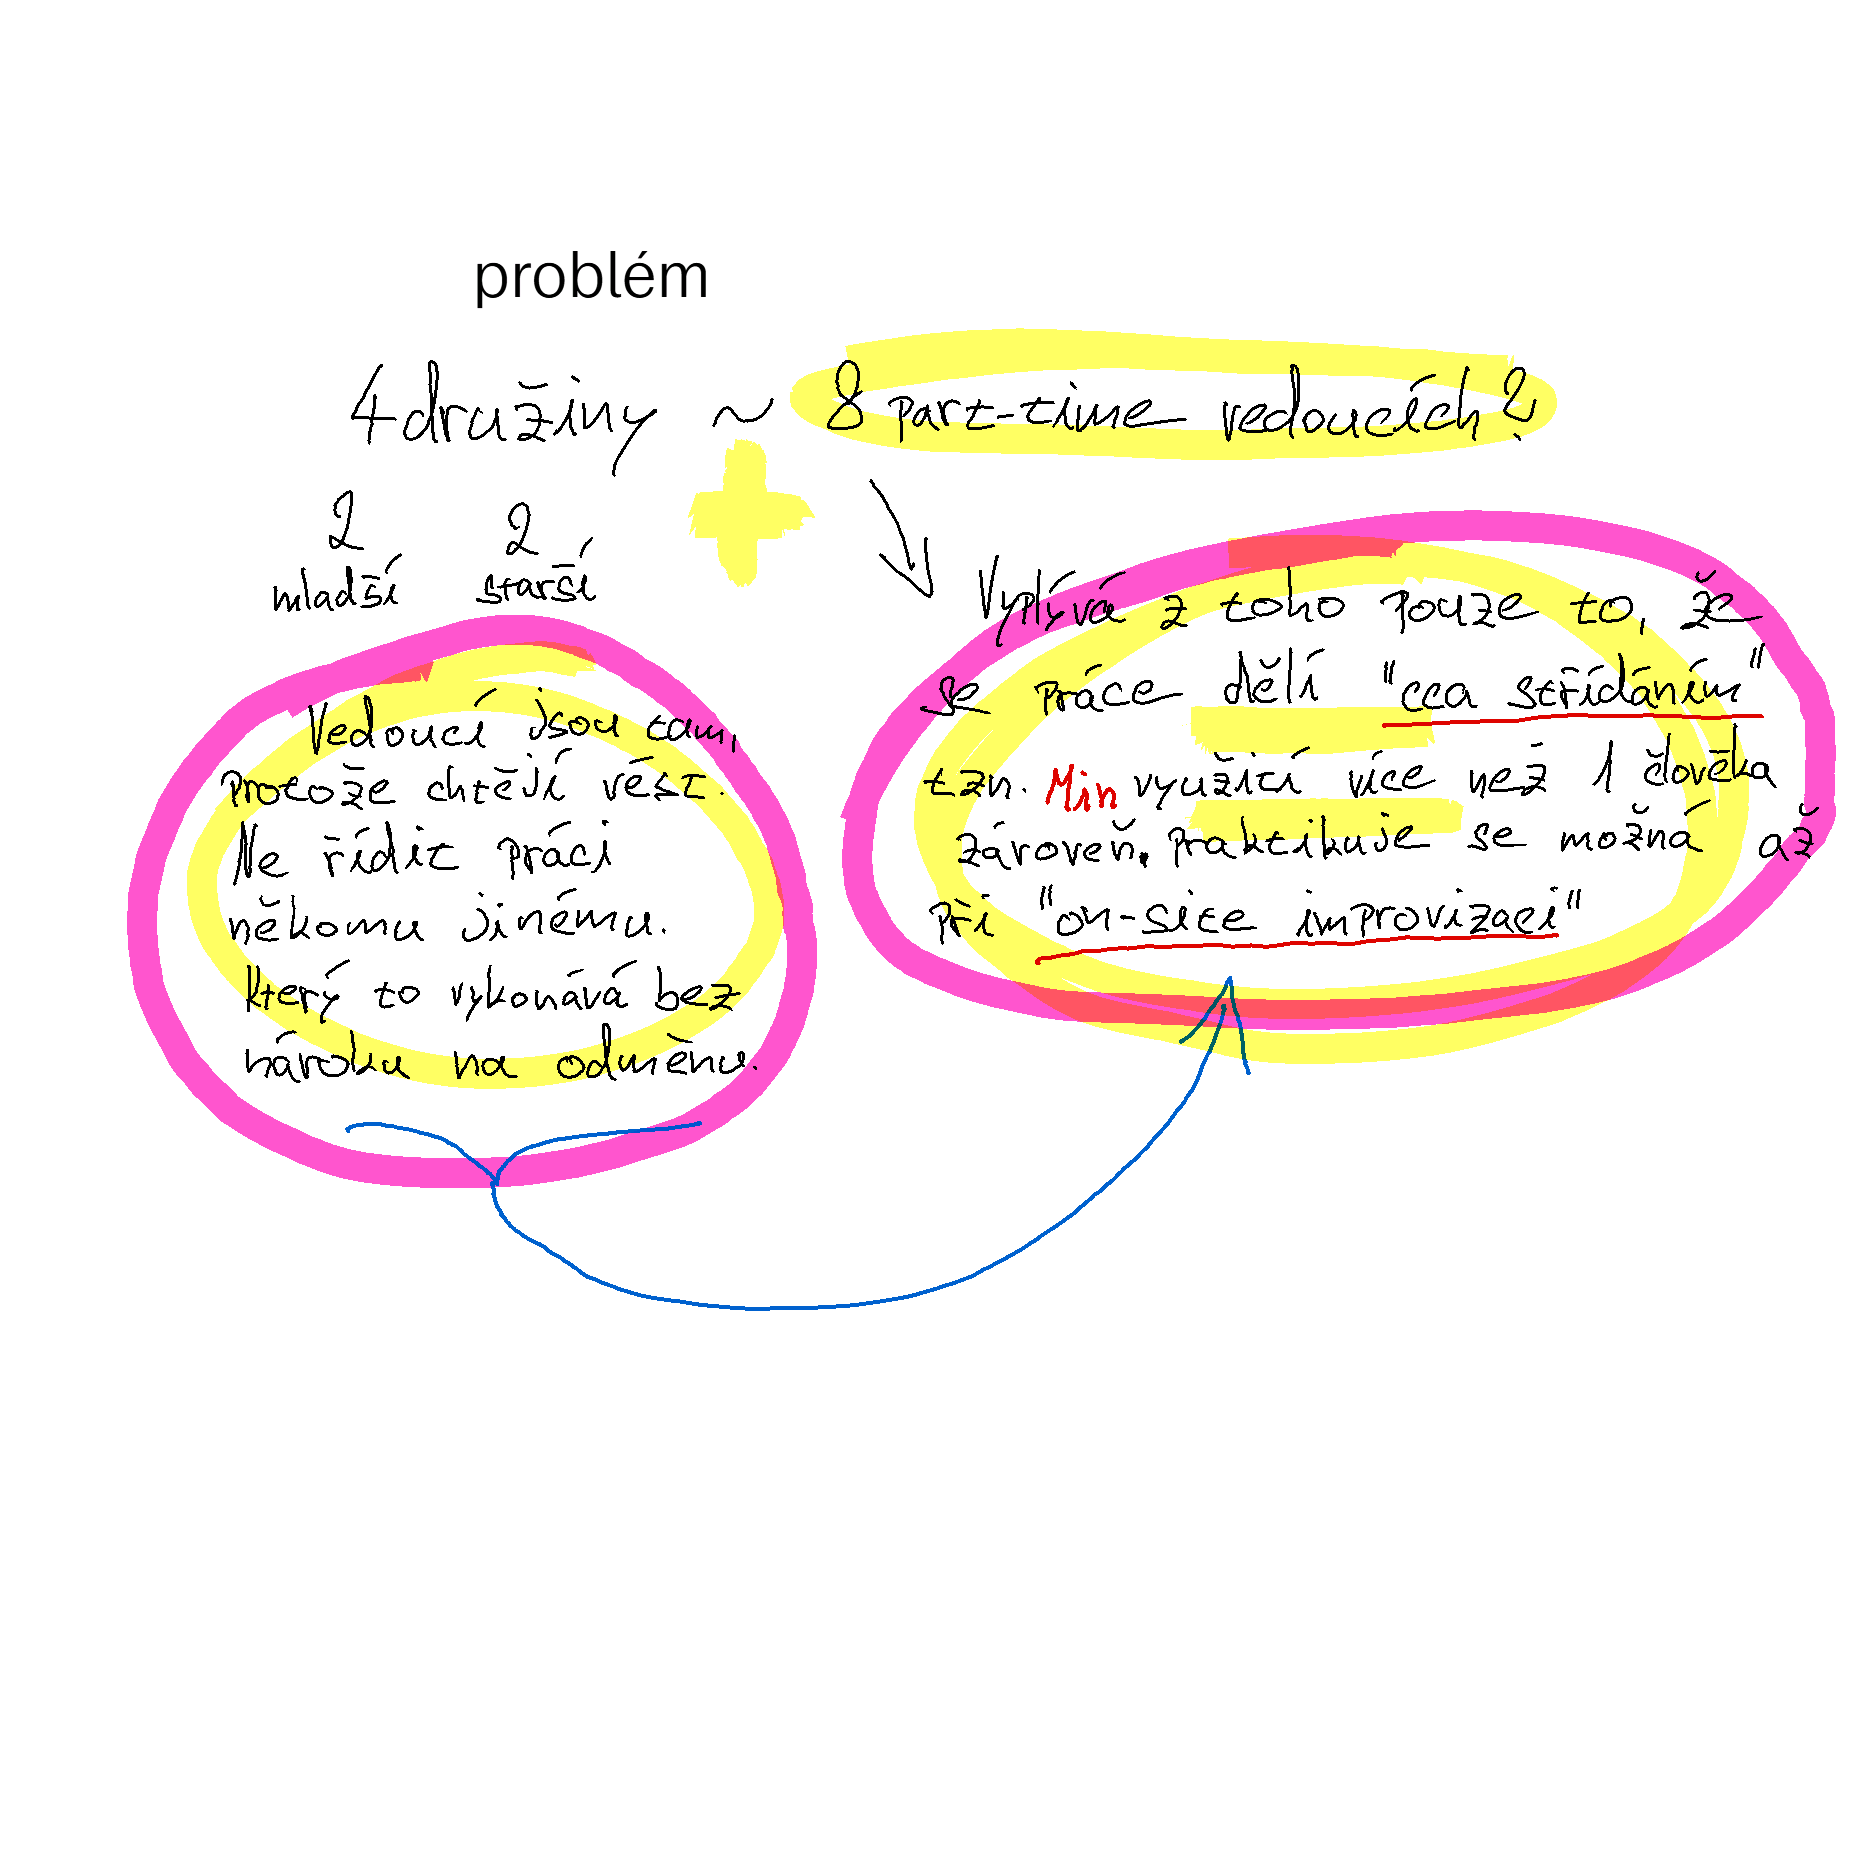 problém
4 družiny ~ 8 part-time vedoucích?
2 2
mladší starší
Vedoucí jsou tam,
protože chtějí vést.
Ne řídit práci
někomu jinému.
který to vykonává bez
nároku na odměnu.
Vyplývá z toho pouze to, že
se práce dělí "cca střídáním"
tzn. Min využití více než 1 člověka
zároveň. praktikuje se možná až
při "on-site improvizaci"